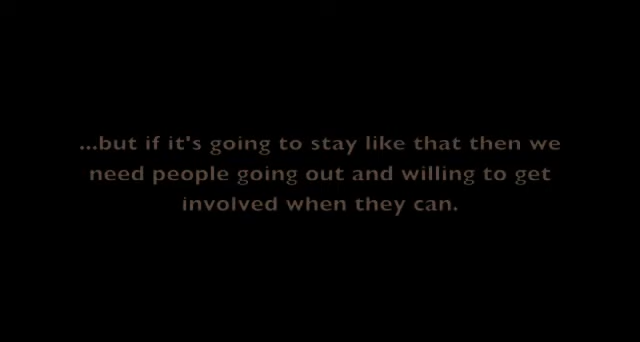 ...but if it's going to stay like that then we
need people going out and willing to get
involved when they can.